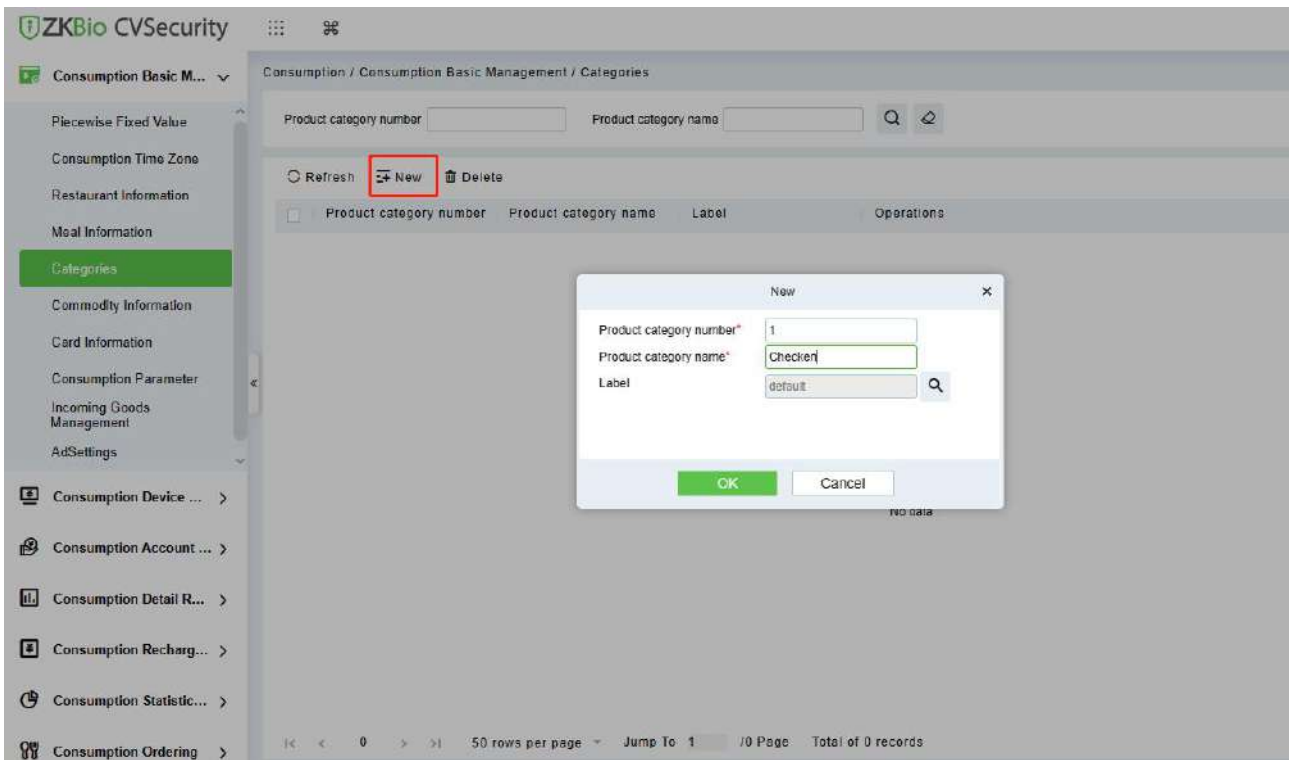 ZKBio CVSecurity
Consumption Basic M...
Piecewise Fixed Value
Consumption Time Zone
Restaurant Information
Meal Information
Categories
Commodity Information
Card Information
Consumption Parameter
Incoming Goods
Management
AdSettings
Consumption Device ...
Consumption Account ...
Consumption Detail R...
Consumption Recharg...
Consumption Statistic...
Consumption Ordering
Consumption / Consumption Basic Management / Categories
Product category number Product category name
Refresh New Delete
Product category number Product category name Label Operations
New
Product category number* 1
Product category name* Checken
Label default
OK Cancel
No data
0 50 rows per page Jump To 1 /0 Page Total of 0 records